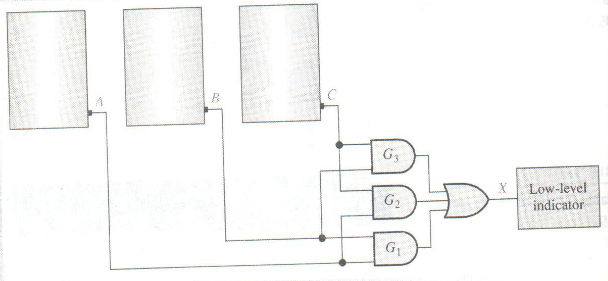 A
B
C
G3
G2
G1
X
Low-level
indicator